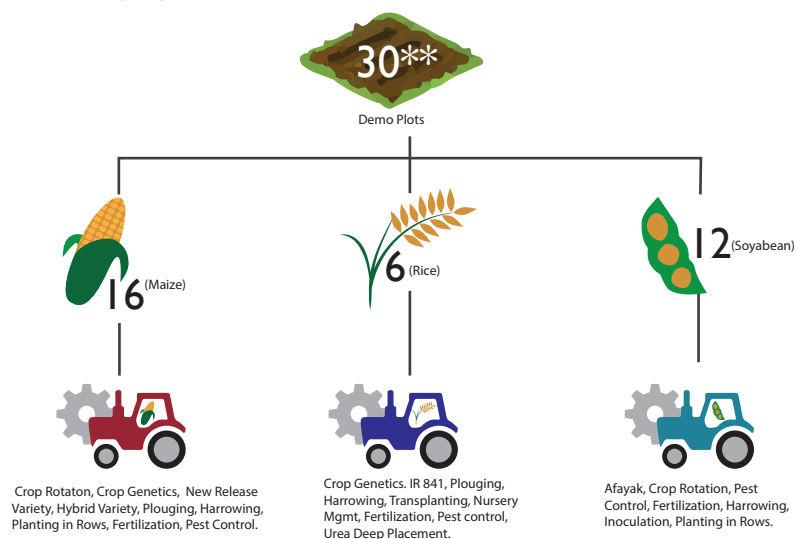 30**
Demo Plots
16 (Maize)
6 (Rice)
12 (Soyabean)
Crop Rotaton, Crop Genetics, New Release
Variety, Hybrid Variety, Plouging, Harrowing,
Planting in Rows, Fertilization, Pest Control.
Crop Genetics. IR 841, Plouging,
Harrowing, Transplanting, Nursery
Mgmt, Fertilization, Pest control,
Urea Deep Placement.
Afayak, Crop Rotation, Pest
Control, Fertilization, Harrowing,
Inoculation, Planting in Rows.